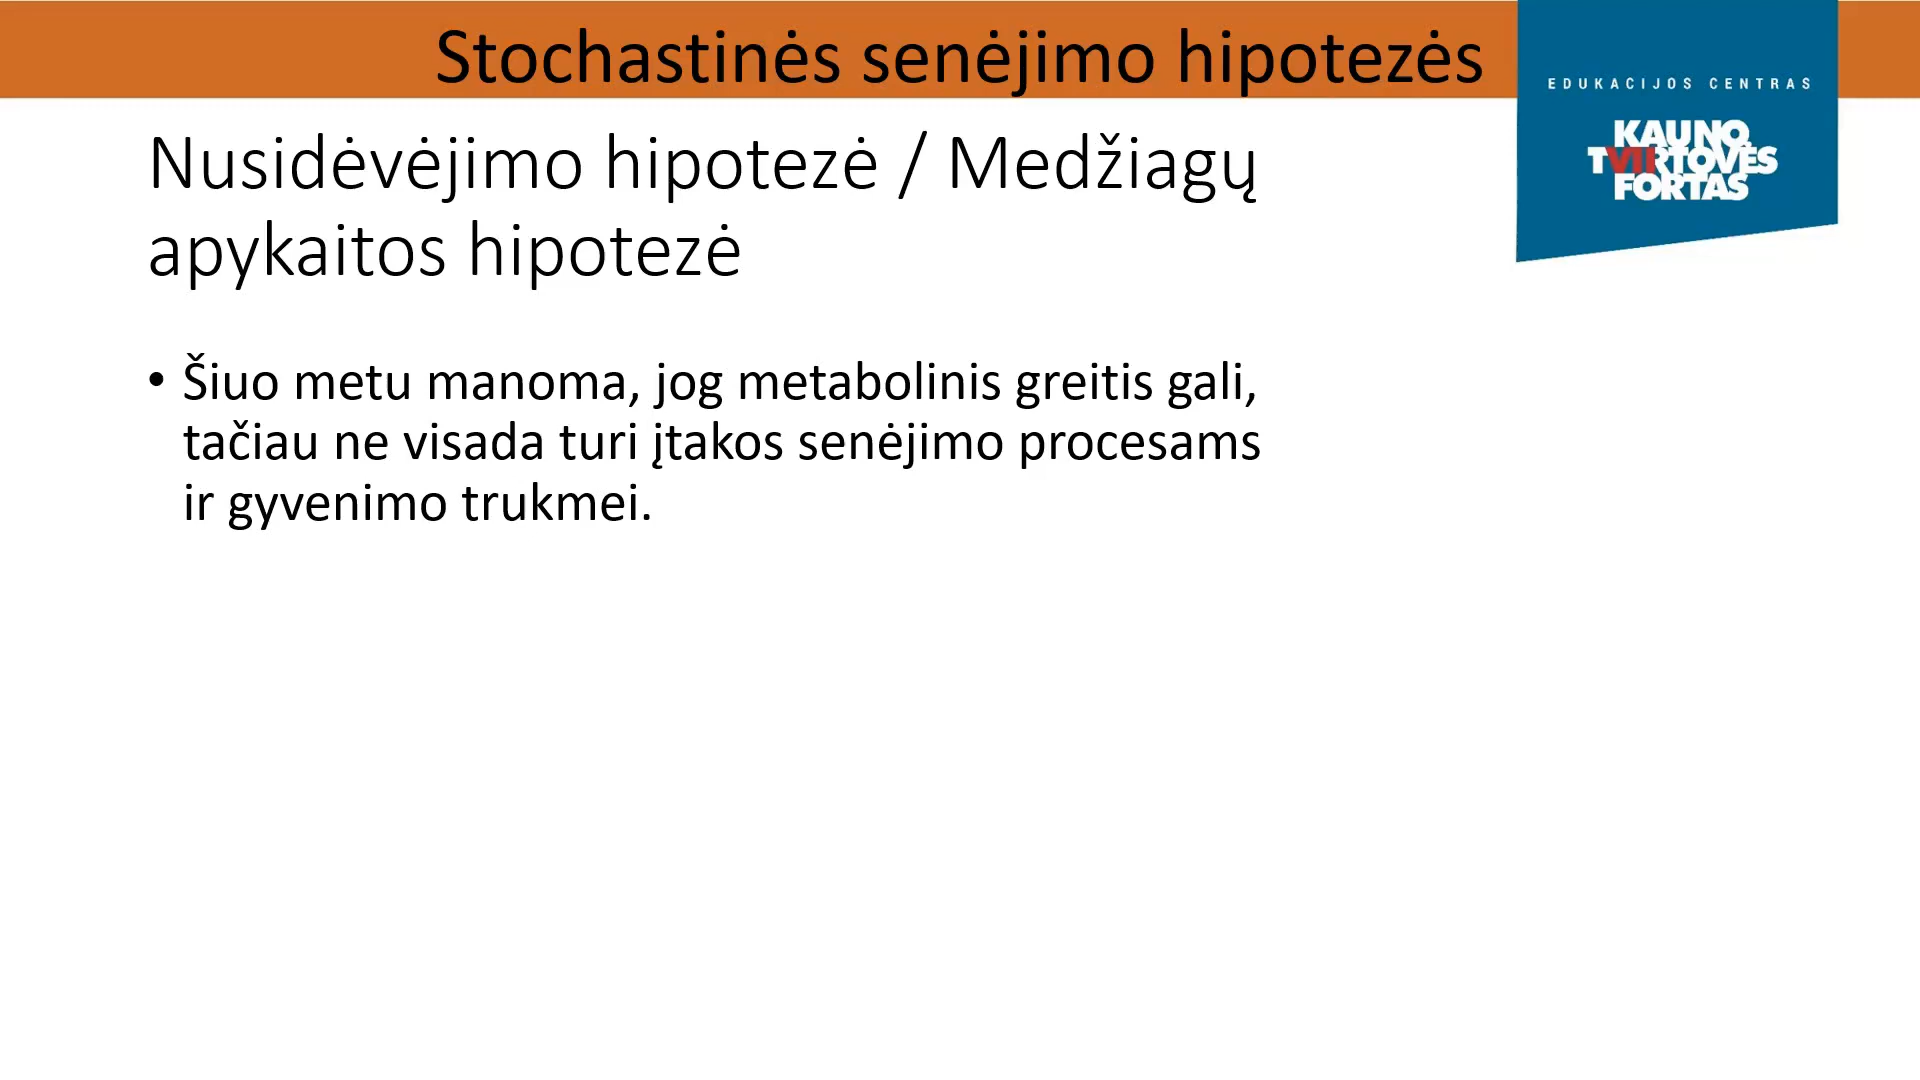 Stochastinės senėjimo hipotezės
EDUKACIJOS CENTRAS
KAUNO
TVIRTOVĖS
FORTAS
Nusidėvėjimo hipotezė / Medžiagų
apykaitos hipotezė
• Šiuo metu manoma, jog metabolinis greitis gali,
tačiau ne visada turi įtakos senėjimo procesams
ir gyvenimo trukmei.